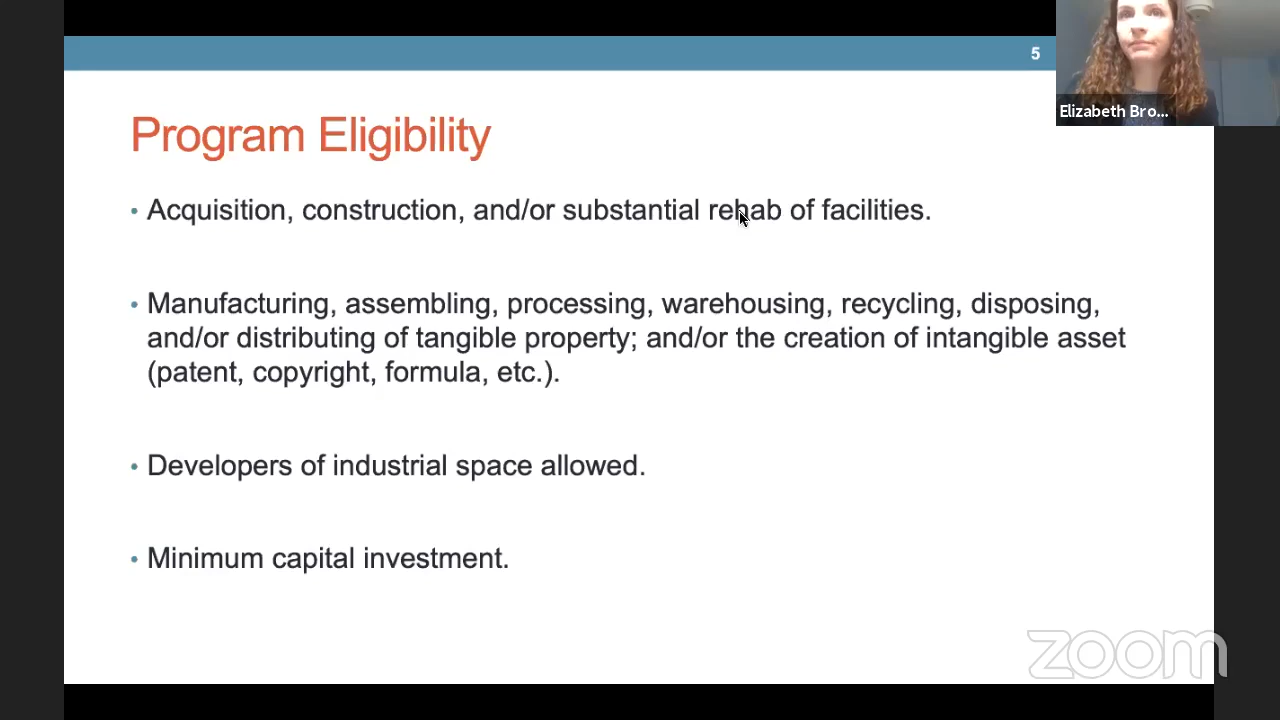 5
Elizabeth Bro...
Program Eligibility
• Acquisition, construction, and/or substantial rehab of facilities.
• Manufacturing, assembling, processing, warehousing, recycling, disposing,
and/or distributing of tangible property; and/or the creation of intangible asset
(patent, copyright, formula, etc.).
• Developers of industrial space allowed.
• Minimum capital investment.
zoom